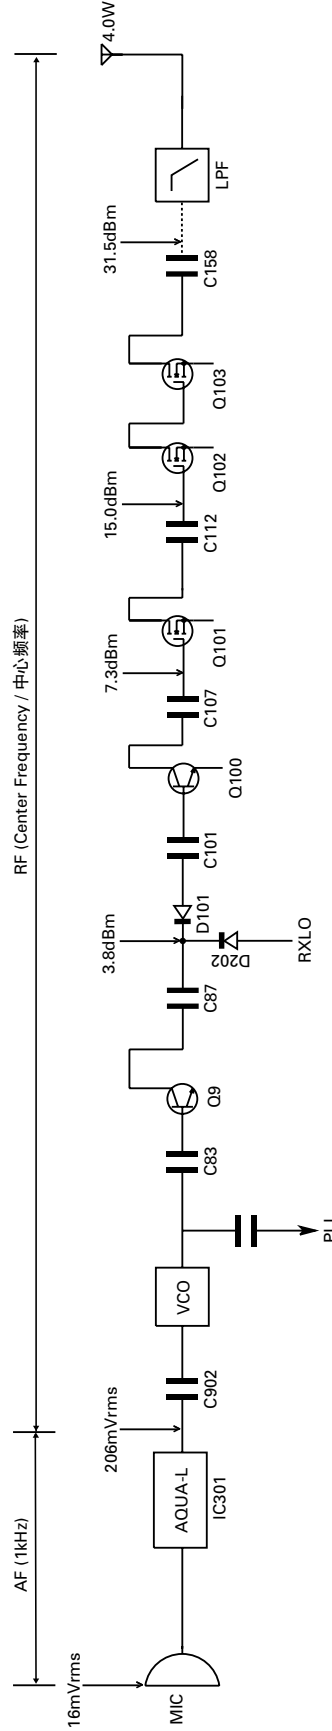 AF (1kHz)
RF (Center Frequency / 中心频率)
16mVrms
206mVrms
3.8dBm
7.3dBm
15.0dBm
31.5dBm
4.0W
MIC
AQUA-L
IC301
C902
VCO
PLL
C83
Q9
C87
D202
RXLO
D101
C101
Q100
C107
Q101
C112
Q102
Q103
C158
LPF